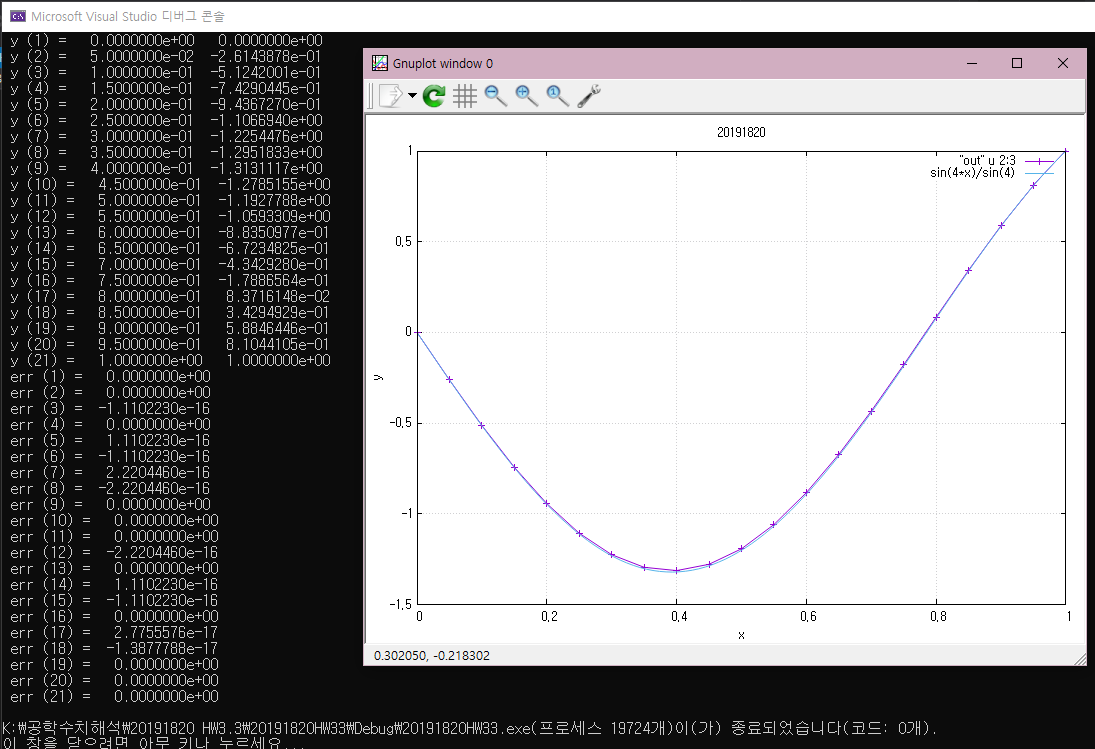 Microsoft Visual Studio 디버그 콘솔
y (1) =   0.0000000e+00   0.0000000e+00
y (2) =   5.0000000e-02  -2.6143878e-01
y (3) =   1.0000000e-01  -5.1242001e-01
y (4) =   1.5000000e-01  -7.4290445e-01
y (5) =   2.0000000e-01  -9.4367270e-01
y (6) =   2.5000000e-01  -1.1066940e+00
y (7) =   3.0000000e-01  -1.2254476e+00
y (8) =   3.5000000e-01  -1.2951833e+00
y (9) =   4.0000000e-01  -1.3131117e+00
y (10) =   4.5000000e-01  -1.2785155e+00
y (11) =   5.0000000e-01  -1.1927788e+00
y (12) =   5.5000000e-01  -1.0593309e+00
y (13) =   6.0000000e-01  -8.8350977e-01
y (14) =   6.5000000e-01  -6.7234825e-01
y (15) =   7.0000000e-01  -4.3429280e-01
y (16) =   7.5000000e-01  -1.7886564e-01
y (17) =   8.0000000e-01   8.3716148e-02
y (18) =   8.5000000e-01   3.4294929e-01
y (19) =   9.0000000e-01   5.8846446e-01
y (20) =   9.5000000e-01   8.1044105e-01
y (21) =   1.0000000e+00   1.0000000e+00
err (1) =   0.0000000e+00
err (2) =   0.0000000e+00
err (3) =  -1.1102230e-16
err (4) =   0.0000000e+00
err (5) =   1.1102230e-16
err (6) =  -1.1102230e-16
err (7) =   2.2204460e-16
err (8) =  -2.2204460e-16
err (9) =   0.0000000e+00
err (10) =   0.0000000e+00
err (11) =   0.0000000e+00
err (12) =  -2.2204460e-16
err (13) =   0.0000000e+00
err (14) =   1.1102230e-16
err (15) =  -1.1102230e-16
err (16) =   0.0000000e+00
err (17) =   2.7755576e-17
err (18) =  -1.3877788e-17
err (19) =   0.0000000e+00
err (20) =   0.0000000e+00
err (21) =   0.0000000e+00
K:₩공학수치해석₩20191820 HW3.3₩20191820HW33₩Debug₩20191820HW33.exe(프로세스 19724개)이(가) 종료되었습니다(코드: 0개).
이 창을 닫으려면 아무 키나 누르세요...
Gnuplot window 0
20191820
"out" u 2:3
sin(4*x)/sin(4)
1
0.5
0
-0.5
-1
-1.5
y
0 0.2 0.4 0.6 0.8 1
x
0.302050, -0.218302